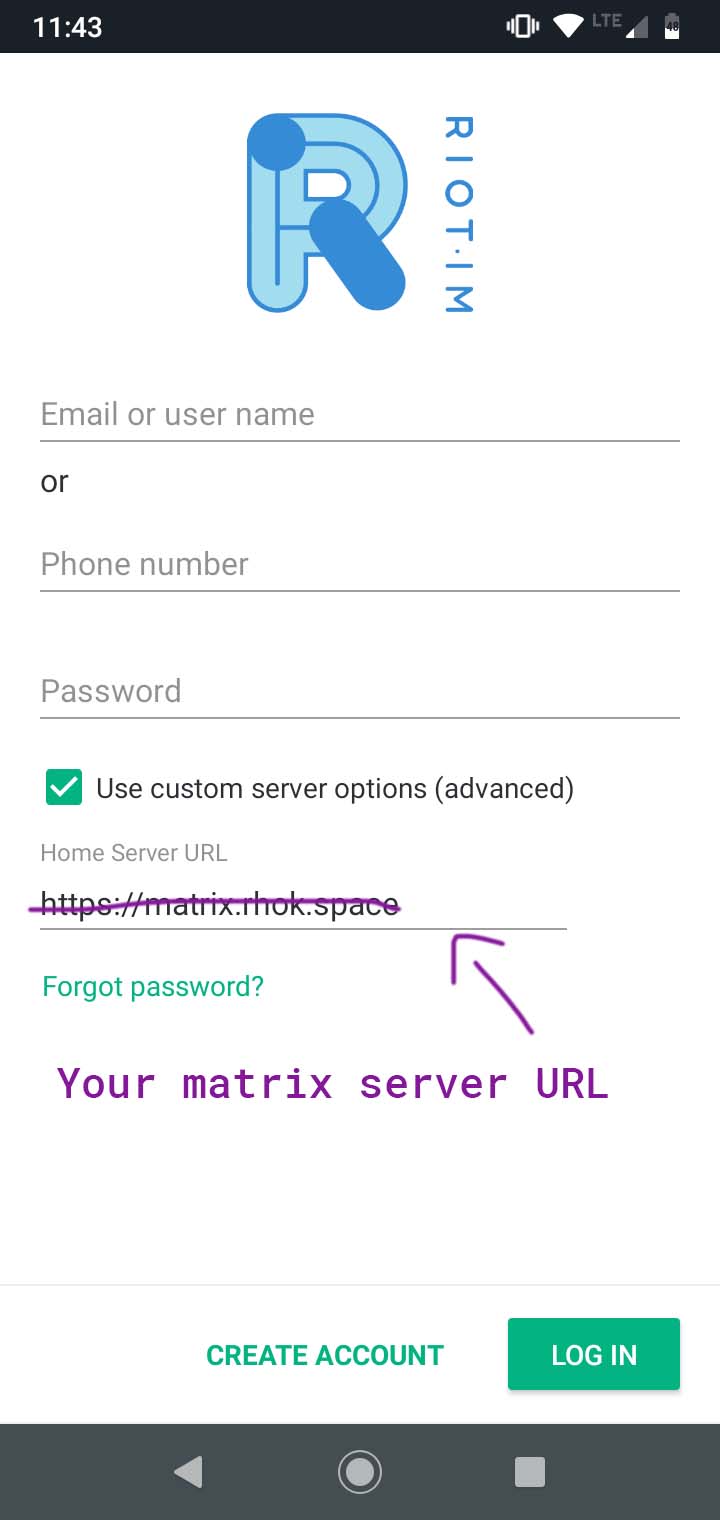 11:43
LTE
48
RIOT.IM
Email or user name
or
Phone number
Password
Use custom server options (advanced)
Home Server URL
https://matrix.rhok.space
Forgot password?
Your matrix server URL
CREATE ACCOUNT
LOG IN